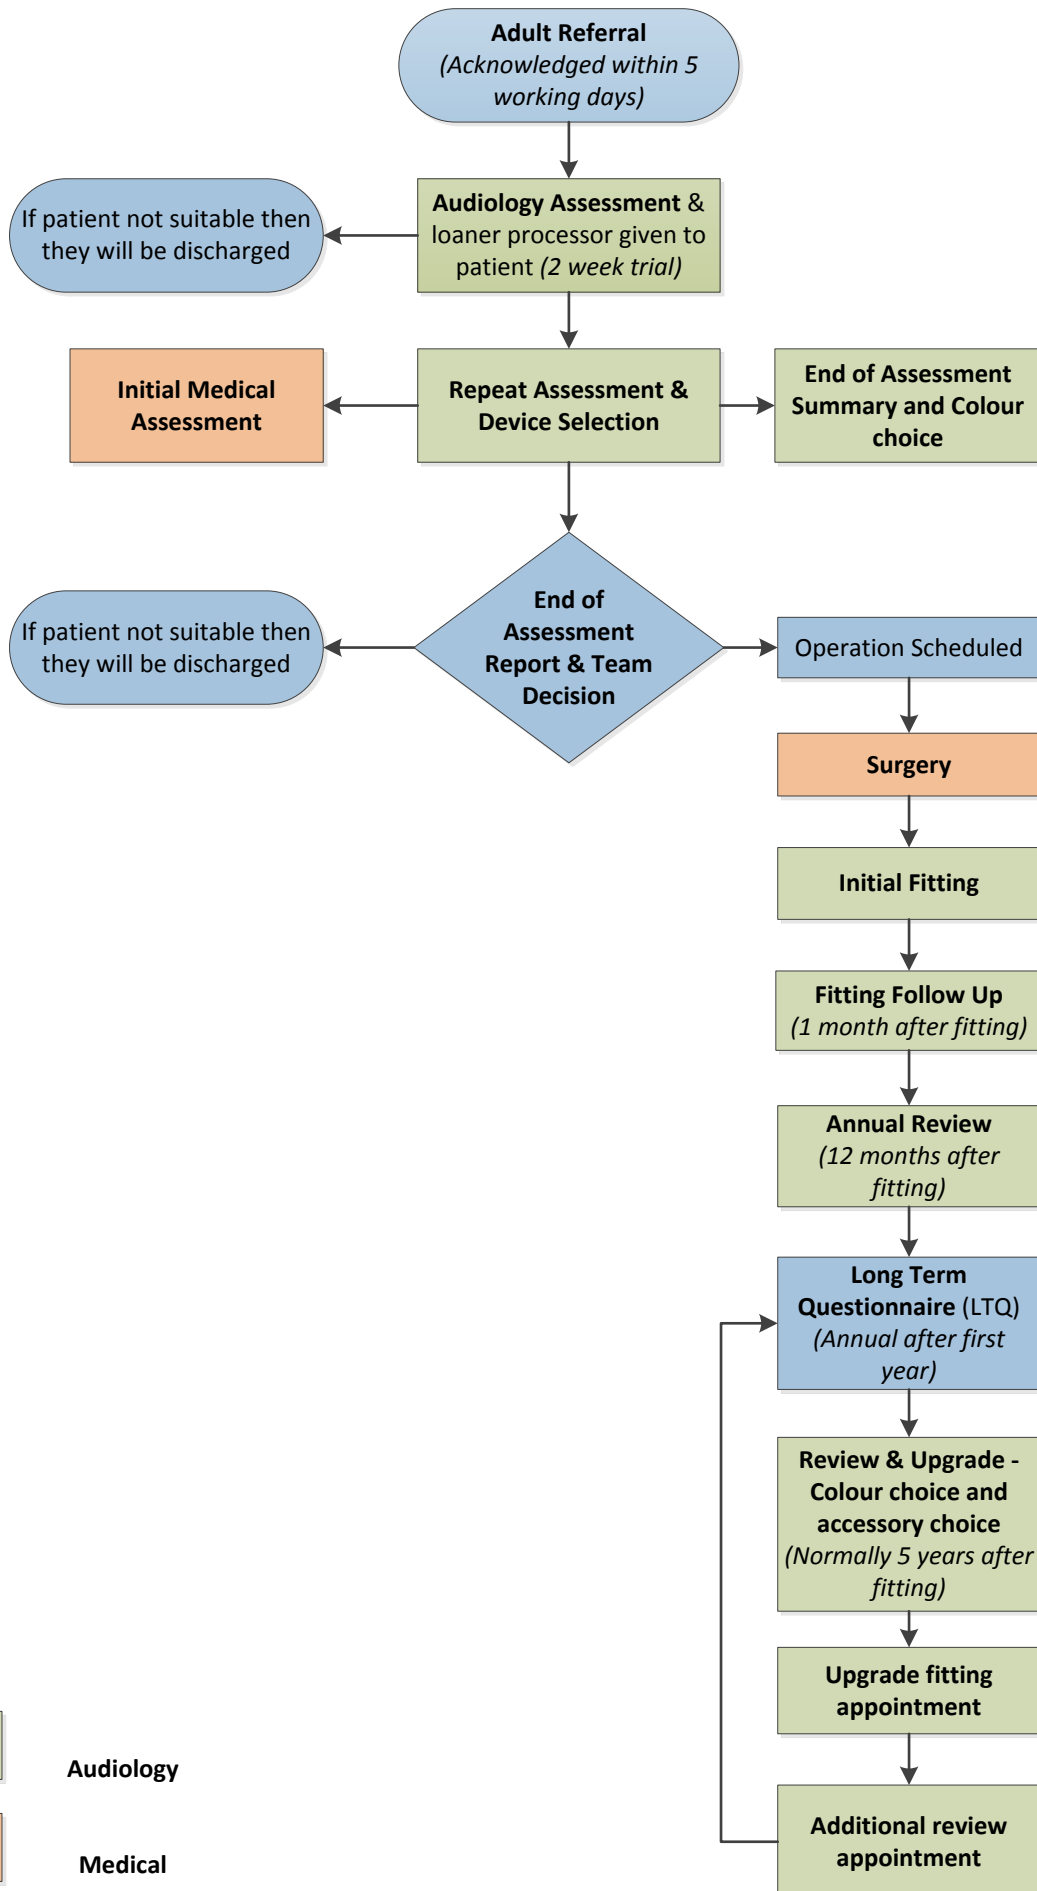 Adult Referral
(Acknowledged within 5
working days)
If patient not suitable then
they will be discharged
Audiology Assessment &
loaner processor given to
patient (2 week trial)
Initial Medical
Assessment
Repeat Assessment &
Device Selection
End of Assessment
Summary and Colour
choice
If patient not suitable then
they will be discharged
End of
Assessment
Report & Team
Decision
Operation Scheduled
Surgery
Initial Fitting
Fitting Follow Up
(1 month after fitting)
Annual Review
(12 months after
fitting)
Long Term
Questionnaire (LTQ)
(Annual after first
year)
Review & Upgrade -
Colour choice and
accessory choice
(Normally 5 years after
fitting)
Upgrade fitting
appointment
Additional review
appointment
Audiology
Medical